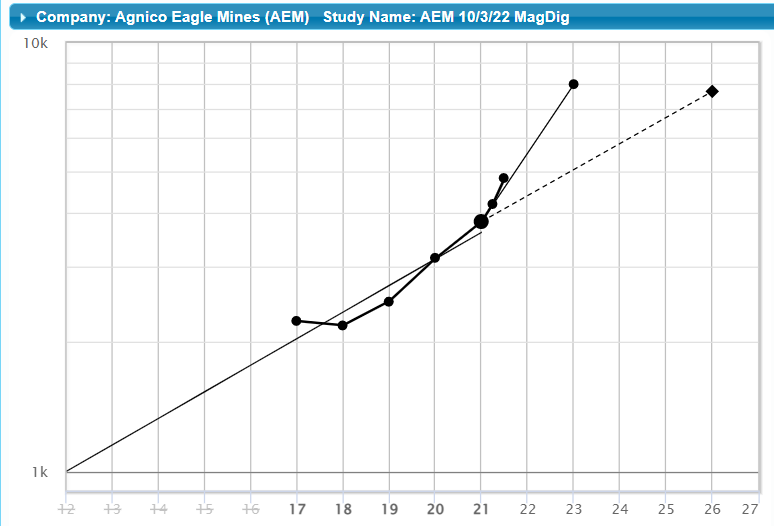 Company: Agnico Eagle Mines (AEM) Study Name: AEM 10/3/22 MagDig
10k
1k
12 13 14 15 16 17 18 19 20 21 22 23 24 25 26 27